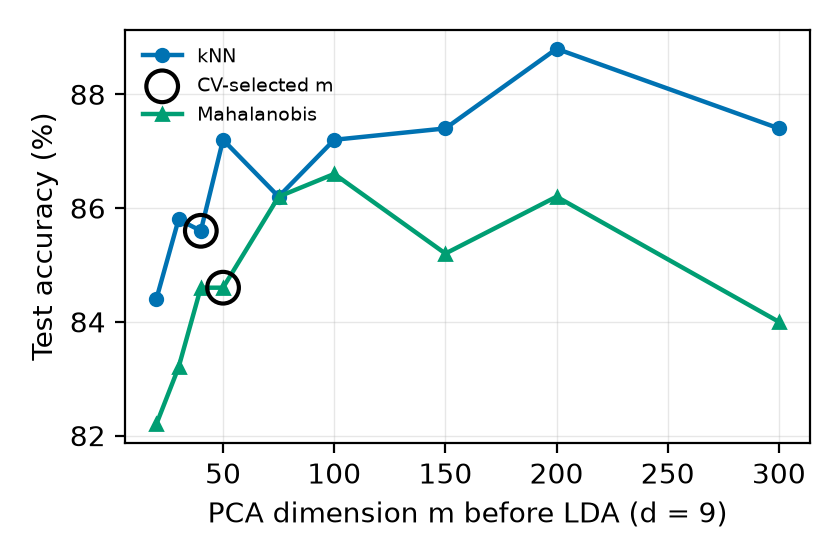 kNN
CV-selected m
Mahalanobis
Test accuracy (%)
88
86
84
82
50 100 150 200 250 300
PCA dimension m before LDA (d = 9)